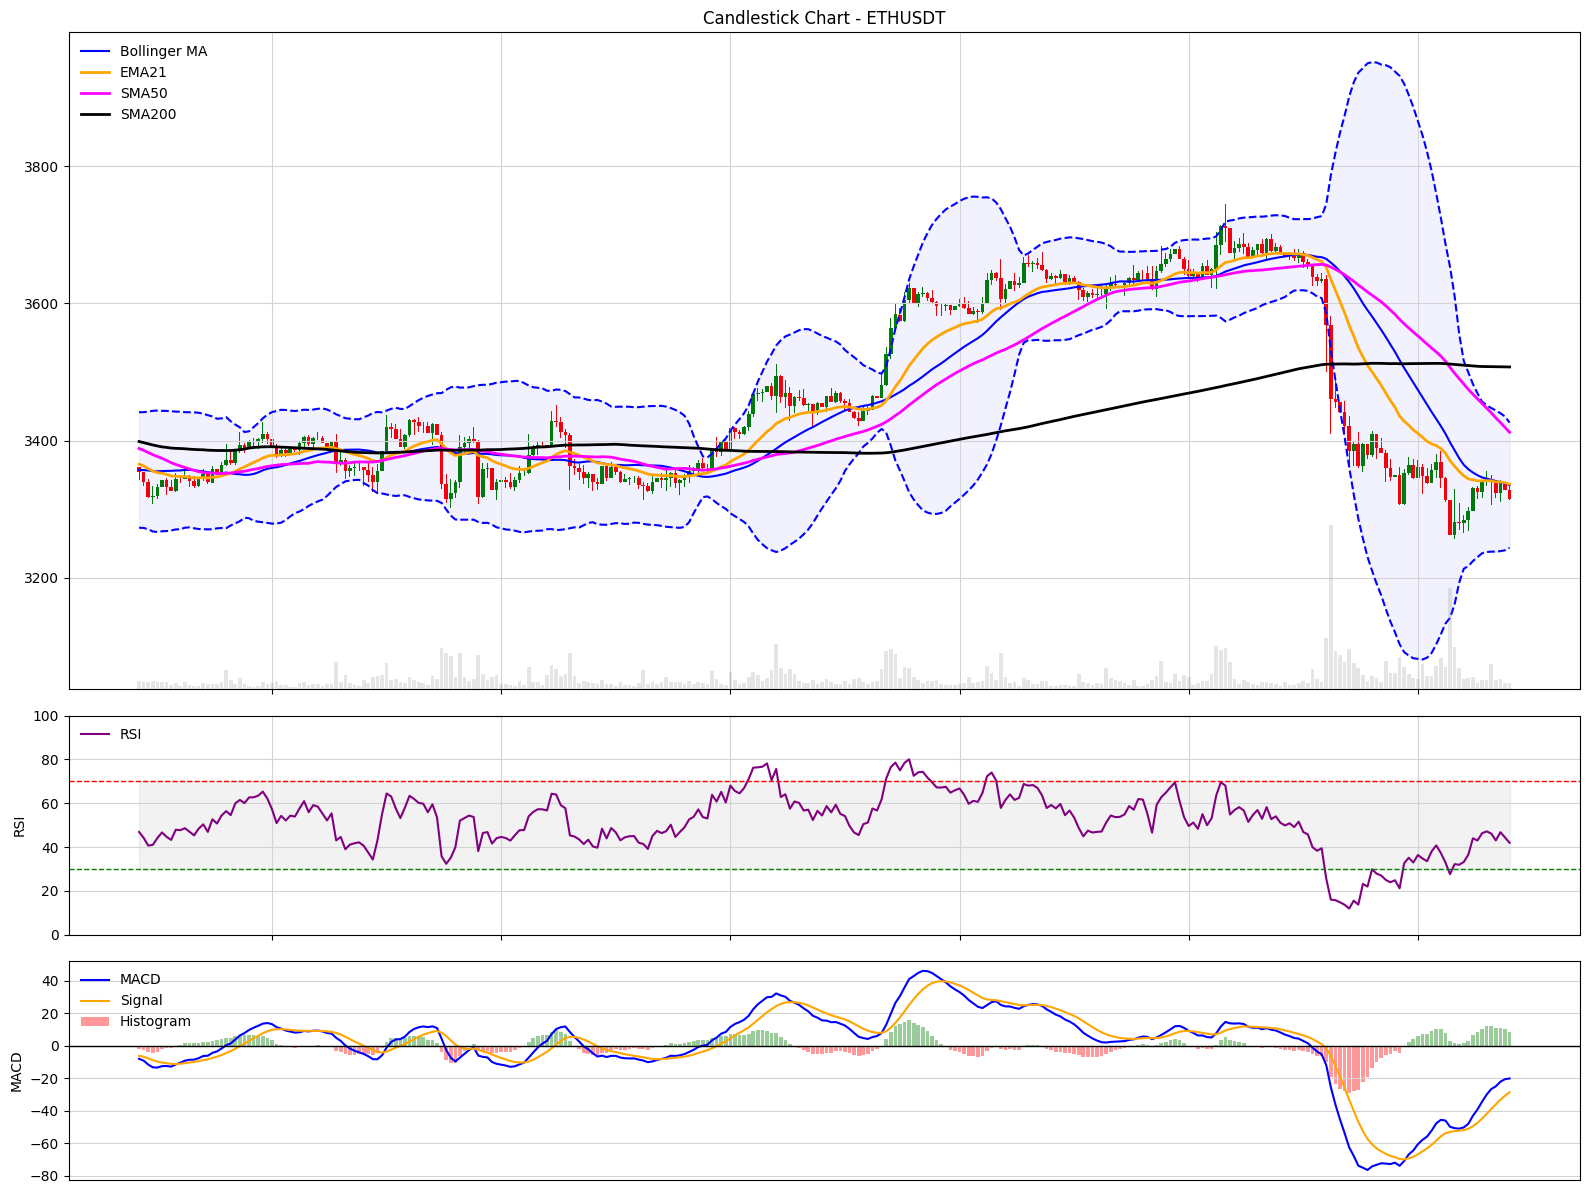 Candlestick Chart - ETHUSDT
Bollinger MA
EMA21
SMA50
SMA200
3800
3600
3400
3200
RSI
100
80
60
40
20
0
RSI
MACD
Signal
Histogram
40
20
0
−20
−40
−60
−80
MACD